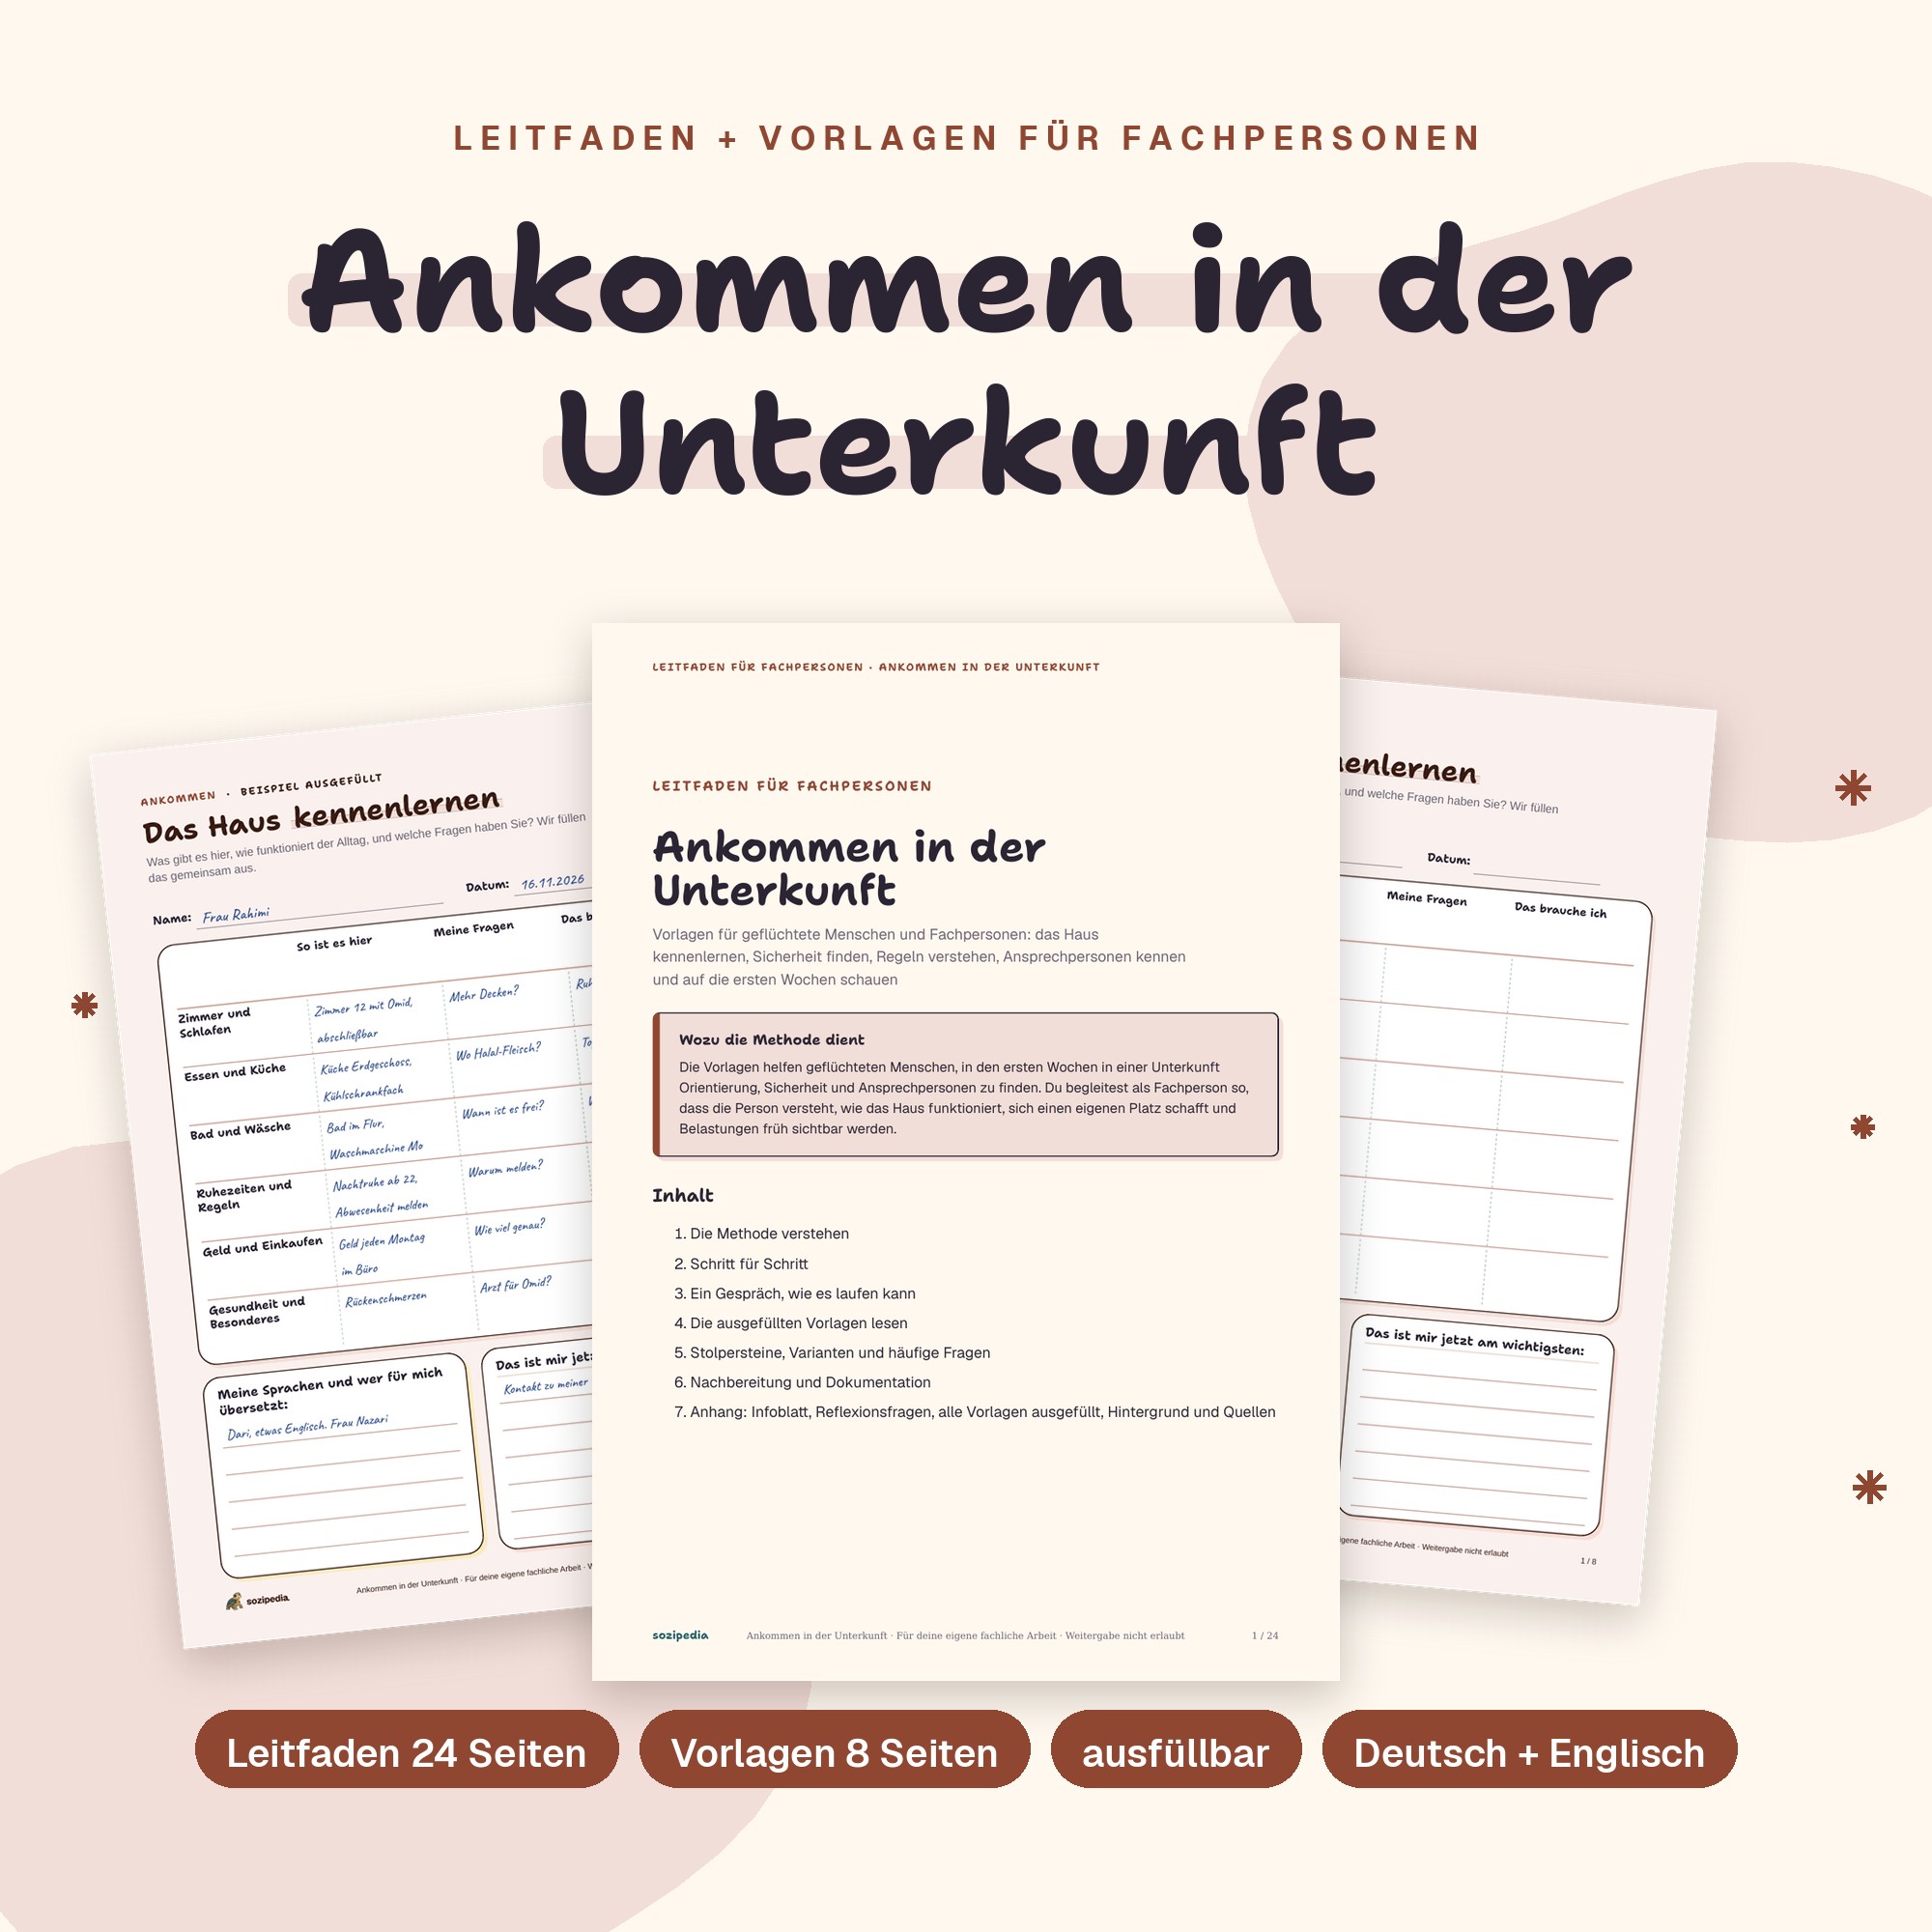 LEITFADEN + VORLAGEN FÜR FACHPERSONEN
Ankommen in der
Unterkunft
ANKOMMEN · BEISPIEL AUSGEFÜLLT
Das Haus kennenlernen
Was gibt es hier, wie funktioniert der Alltag, und welche Fragen haben Sie? Wir füllen
das gemeinsam aus.
Name: Frau Rahimi
Datum: 16.11.2026
So ist es hier
Meine Fragen
Das
Zimmer und
Schlafen
Zimmer 12 mit Omid,
abschließbar
Mehr Decken?
Essen und Küche
Küche Erdgeschoss,
Kühlschrankfach
Wo Halal-Fleisch?
Bad und Wäsche
Bad im Flur,
Waschmaschine Mo
Wann ist es frei?
Ruhezeiten und
Regeln
Nachtruhe ab 22,
Abwesenheit melden
Warum melden?
Geld und Einkaufen
Geld jeden Montag
im Büro
Wie viel genau?
Gesundheit und
Besonderes
Rückenschmerzen
Arzt für Omid?
Meine Sprachen und wer für mich
übersetzt:
Dari, etwas Englisch. Frau Nazari
Das ist mir
Kontakt zu meiner
sozipedia
Ankommen in der Unterkunft · Für deine eigene fachliche Arbeit ·
LEITFADEN FÜR FACHPERSONEN · ANKOMMEN IN DER UNTERKUNFT
LEITFADEN FÜR FACHPERSONEN
Ankommen in der
Unterkunft
Vorlagen für geflüchtete Menschen und Fachpersonen: das Haus
kennenlernen, Sicherheit finden, Regeln verstehen, Ansprechpersonen kennen
und auf die ersten Wochen schauen
Wozu die Methode dient
Die Vorlagen helfen geflüchteten Menschen, in den ersten Wochen in einer Unterkunft
Orientierung, Sicherheit und Ansprechpersonen zu finden. Du begleitest als Fachperson so,
dass die Person versteht, wie das Haus funktioniert, sich einen eigenen Platz schafft und
Belastungen früh sichtbar werden.
Inhalt
1. Die Methode verstehen
2. Schritt für Schritt
3. Ein Gespräch, wie es laufen kann
4. Die ausgefüllten Vorlagen lesen
5. Stolpersteine, Varianten und häufige Fragen
6. Nachbereitung und Dokumentation
7. Anhang: Infoblatt, Reflexionsfragen, alle Vorlagen ausgefüllt, Hintergrund und Quellen
sozipedia
Ankommen in der Unterkunft · Für deine eigene fachliche Arbeit · Weitergabe nicht erlaubt
1 / 24
enlernen
und welche Fragen haben Sie? Wir füllen
Datum:
Meine Fragen
Das brauche ich
Das ist mir jetzt am wichtigsten:
fachliche Arbeit · Weitergabe nicht erlaubt
1 / 8
Leitfaden 24 Seiten
Vorlagen 8 Seiten
ausfüllbar
Deutsch + Englisch